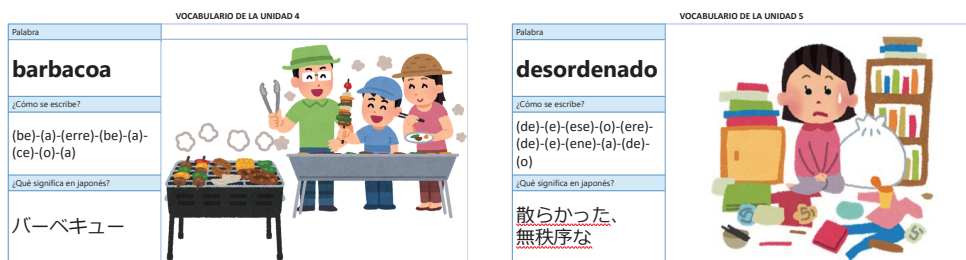 VOCABULARIO DE LA UNIDAD 4
Palabra
barbacoa
¿Cómo se escribe?
(be)-(a)-(erre)-(be)-(a)-
(ce)-(o)-(a)
¿Qué significa en japonés?
バーベキュー
VOCABULARIO DE LA UNIDAD 5
Palabra
desordenado
¿Cómo se escribe?
(de)-(e)-(ese)-(o)-(ere)-
(de)-(e)-(ene)-(a)-(de)-
(o)
¿Qué significa en japonés?
散らかった、
無秩序な